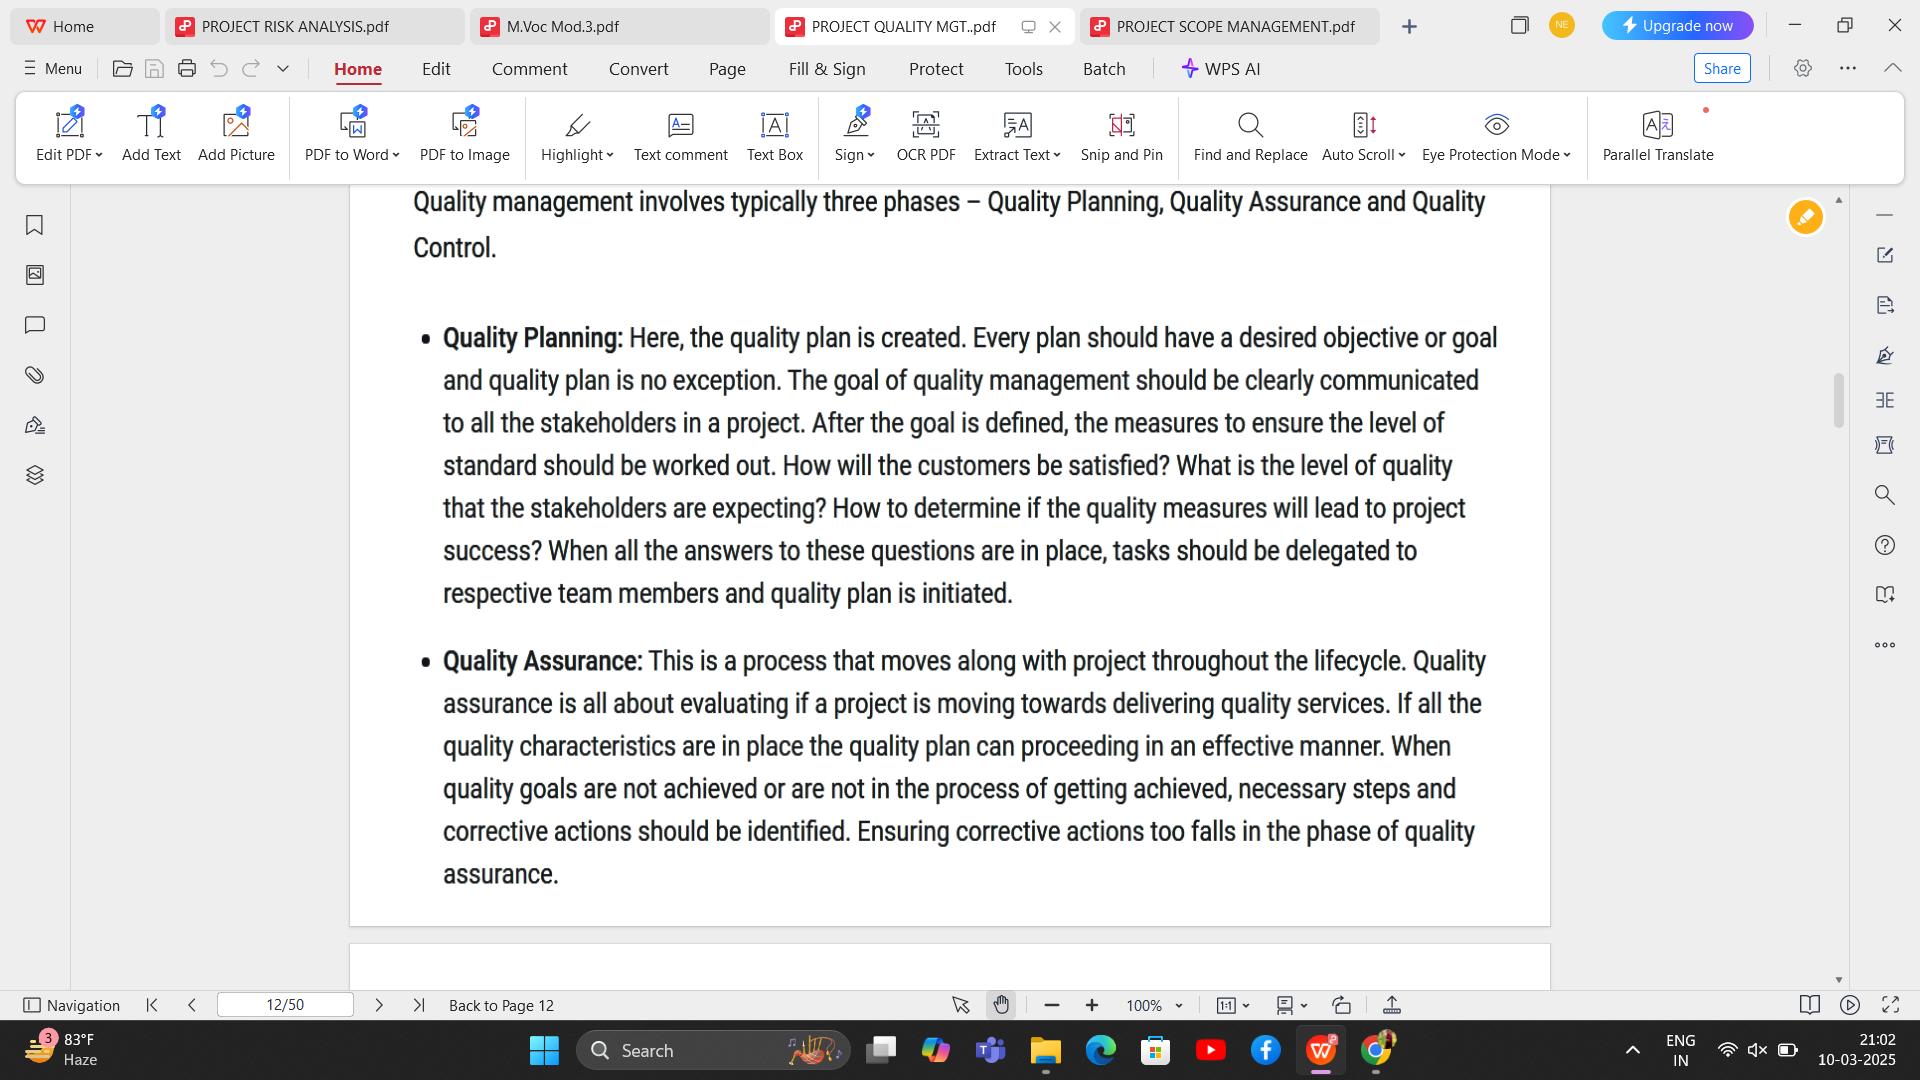 Home
PROJECT RISK ANALYSIS.pdf
M.Voc Mod.3.pdf
PROJECT QUALITY MGT..pdf
PROJECT SCOPE MANAGEMENT.pdf
NE
Upgrade now
Menu
Home
Edit
Comment
Convert
Page
Fill & Sign
Protect
Tools
Batch
WPS AI
Share
Edit PDF
Add Text
Add Picture
PDF to Word
PDF to Image
Highlight
Text comment
Text Box
Sign
OCR PDF
Extract Text
Snip and Pin
Find and Replace
Auto Scroll
Eye Protection Mode
Parallel Translate
Quality management involves typically three phases – Quality Planning, Quality Assurance and Quality
Control.
• Quality Planning: Here, the quality plan is created. Every plan should have a desired objective or goal
and quality plan is no exception. The goal of quality management should be clearly communicated
to all the stakeholders in a project. After the goal is defined, the measures to ensure the level of
standard should be worked out. How will the customers be satisfied? What is the level of quality
that the stakeholders are expecting? How to determine if the quality measures will lead to project
success? When all the answers to these questions are in place, tasks should be delegated to
respective team members and quality plan is initiated.
• Quality Assurance: This is a process that moves along with project throughout the lifecycle. Quality
assurance is all about evaluating if a project is moving towards delivering quality services. If all the
quality characteristics are in place the quality plan can proceeding in an effective manner. When
quality goals are not achieved or are not in the process of getting achieved, necessary steps and
corrective actions should be identified. Ensuring corrective actions too falls in the phase of quality
assurance.
Navigation
12/50
Back to Page 12
100%
1:1
3
83°F
Haze
Search
ENG
IN
21:02
10-03-2025